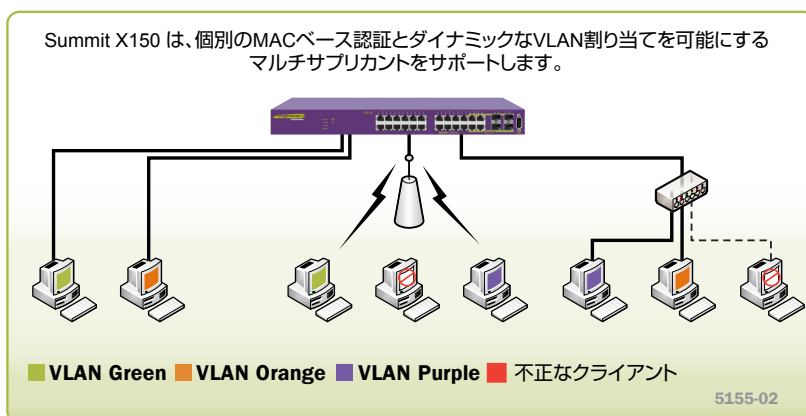 Summit X150 は、個別のMACベース認証とダイナミックなVLAN割り当てを可能にする
マルチサプリカントをサポートします。
VLAN Green VLAN Orange VLAN Purple 不正なクライアント
5155-02